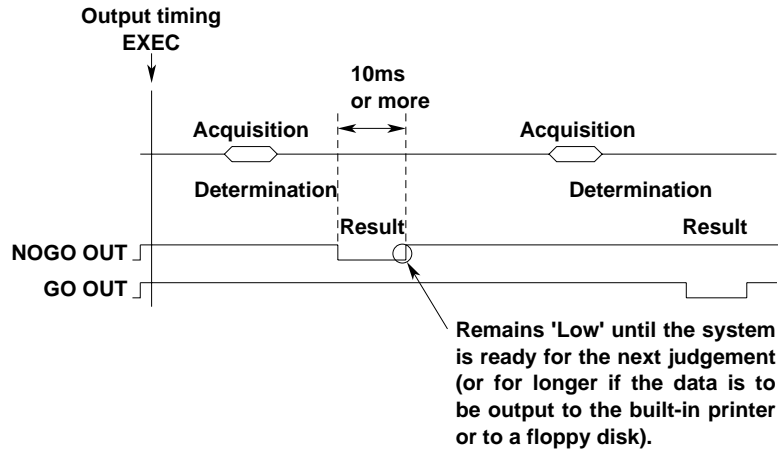 Output timing
EXEC
10ms
or more
Acquisition
Acquisition
Determination
Determination
Result
Result
NOGO OUT
GO OUT
Remains 'Low' until the system
is ready for the next judgement
(or for longer if the data is to
be output to the built-in printer
or to a floppy disk).